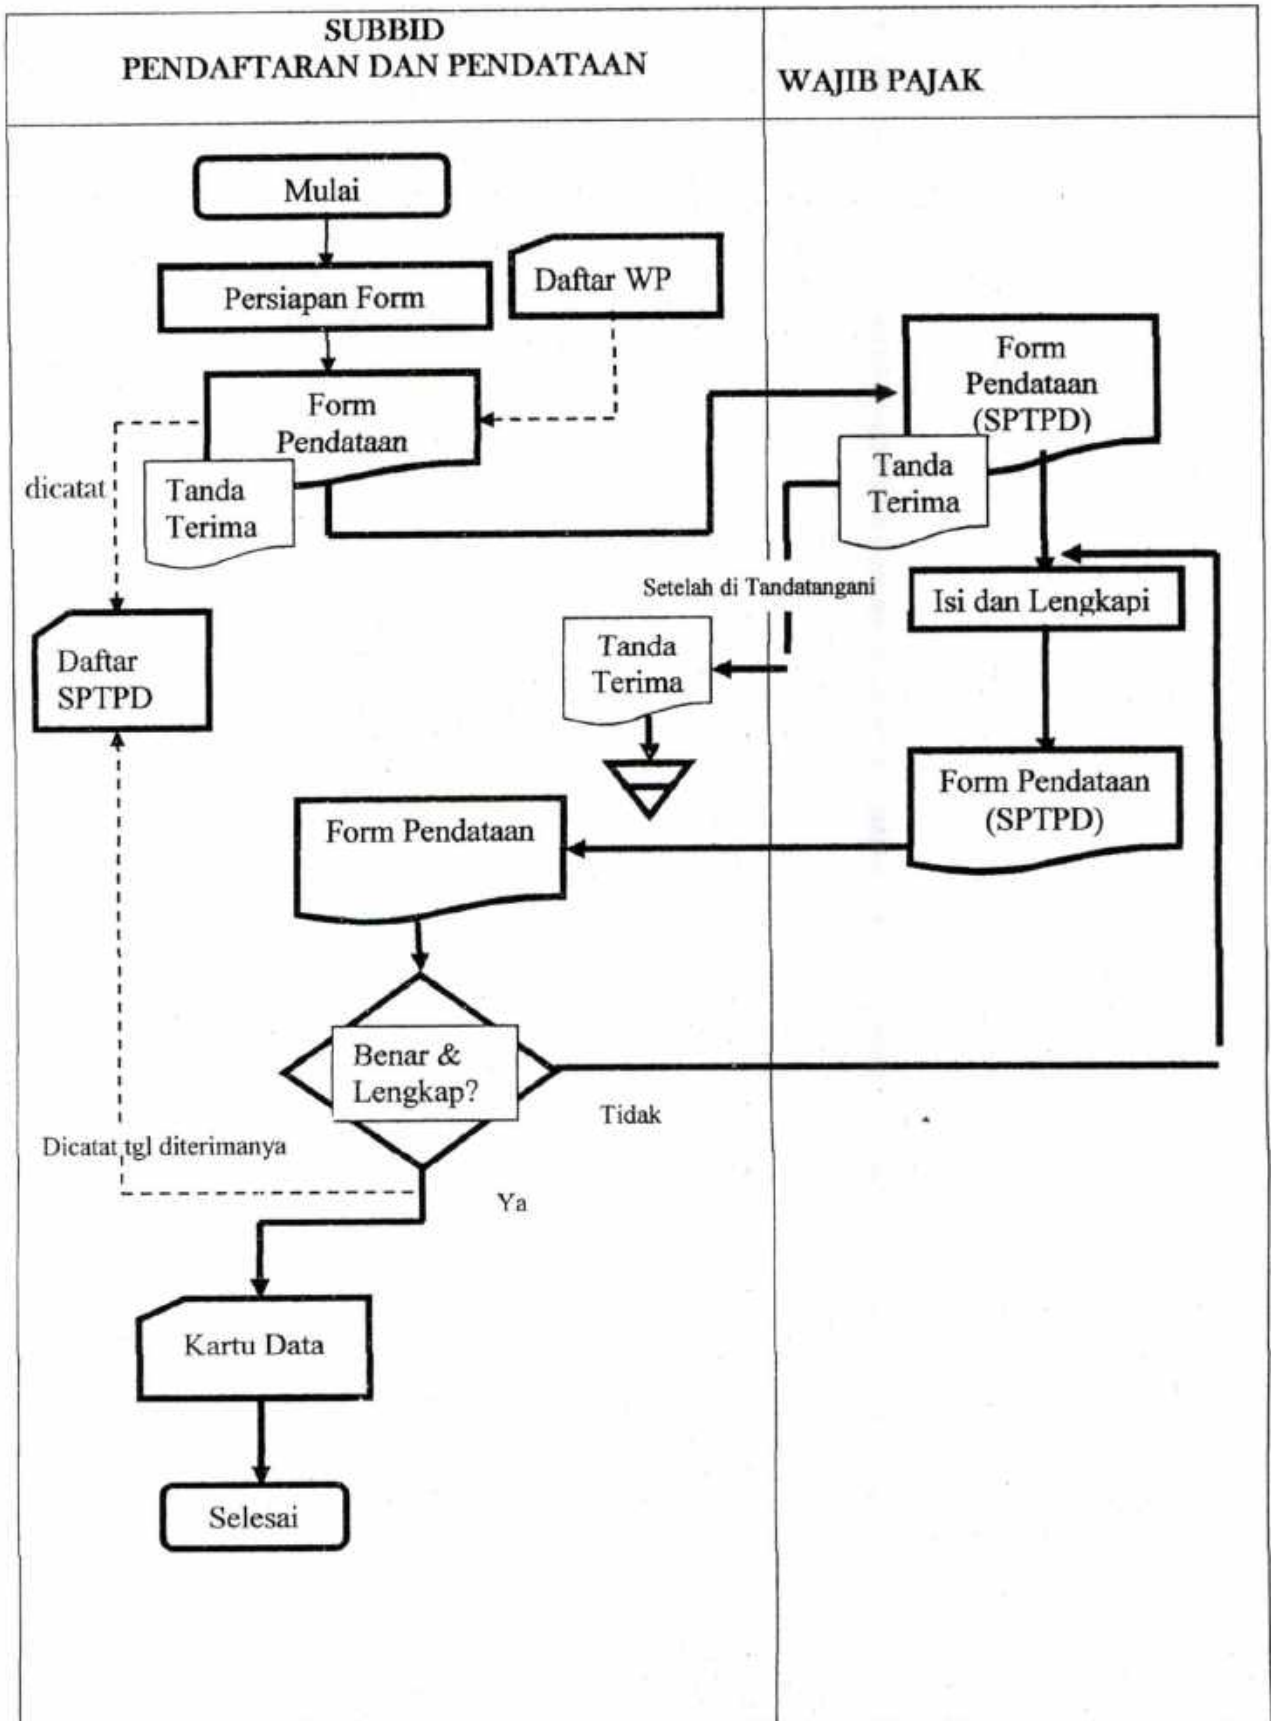 SUBBID
PENDAFTARAN DAN PENDATAAN
WAJIB PAJAK
Mulai
Persiapan Form
Daftar WP
Form
Pendataan
Tanda
Terima
dicatat
Form
Pendataan
(SPTPD)
Tanda
Terima
Setelah di Tandatangani
Isi dan Lengkapi
Daftar
SPTPD
Tanda
Terima
Form Pendataan
(SPTPD)
Form Pendataan
Benar &
Lengkap?
Tidak
Dicatat tgl diterimanya
Ya
Kartu Data
Selesai